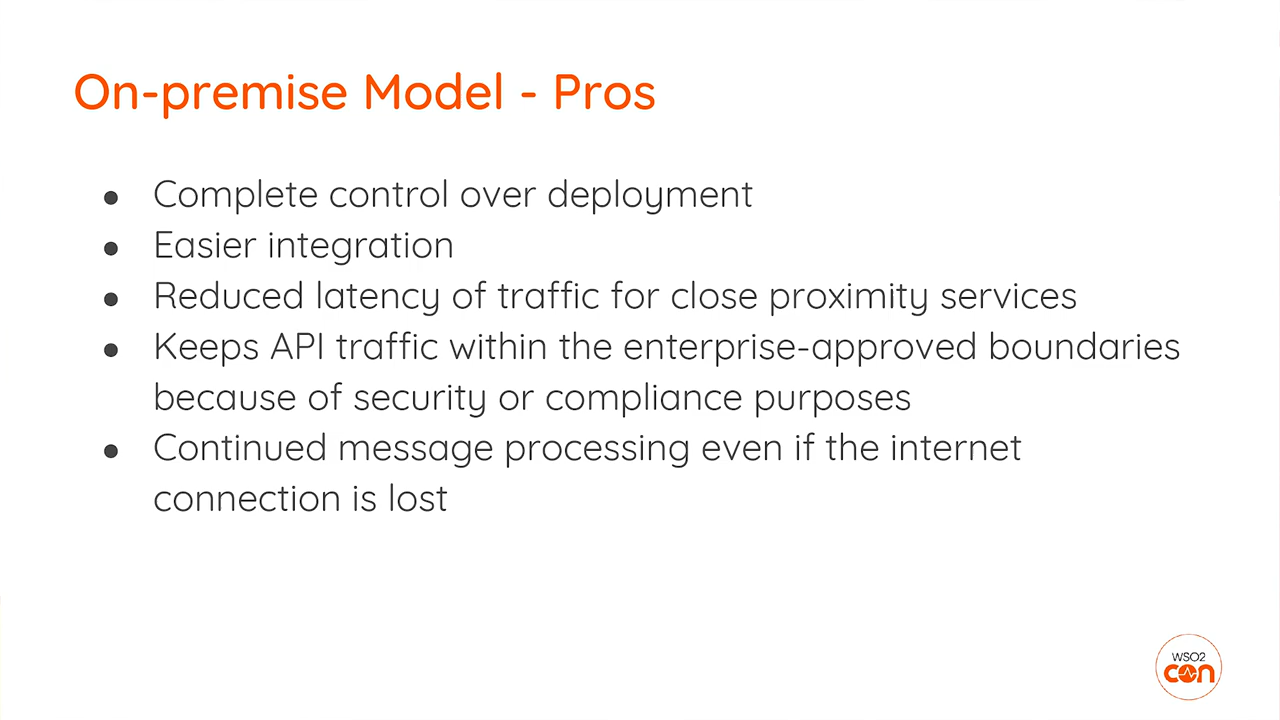 On-premise Model - Pros
● Complete control over deployment
● Easier integration
● Reduced latency of traffic for close proximity services
● Keeps API traffic within the enterprise-approved boundaries
because of security or compliance purposes
● Continued message processing even if the internet
connection is lost
WSO2
con